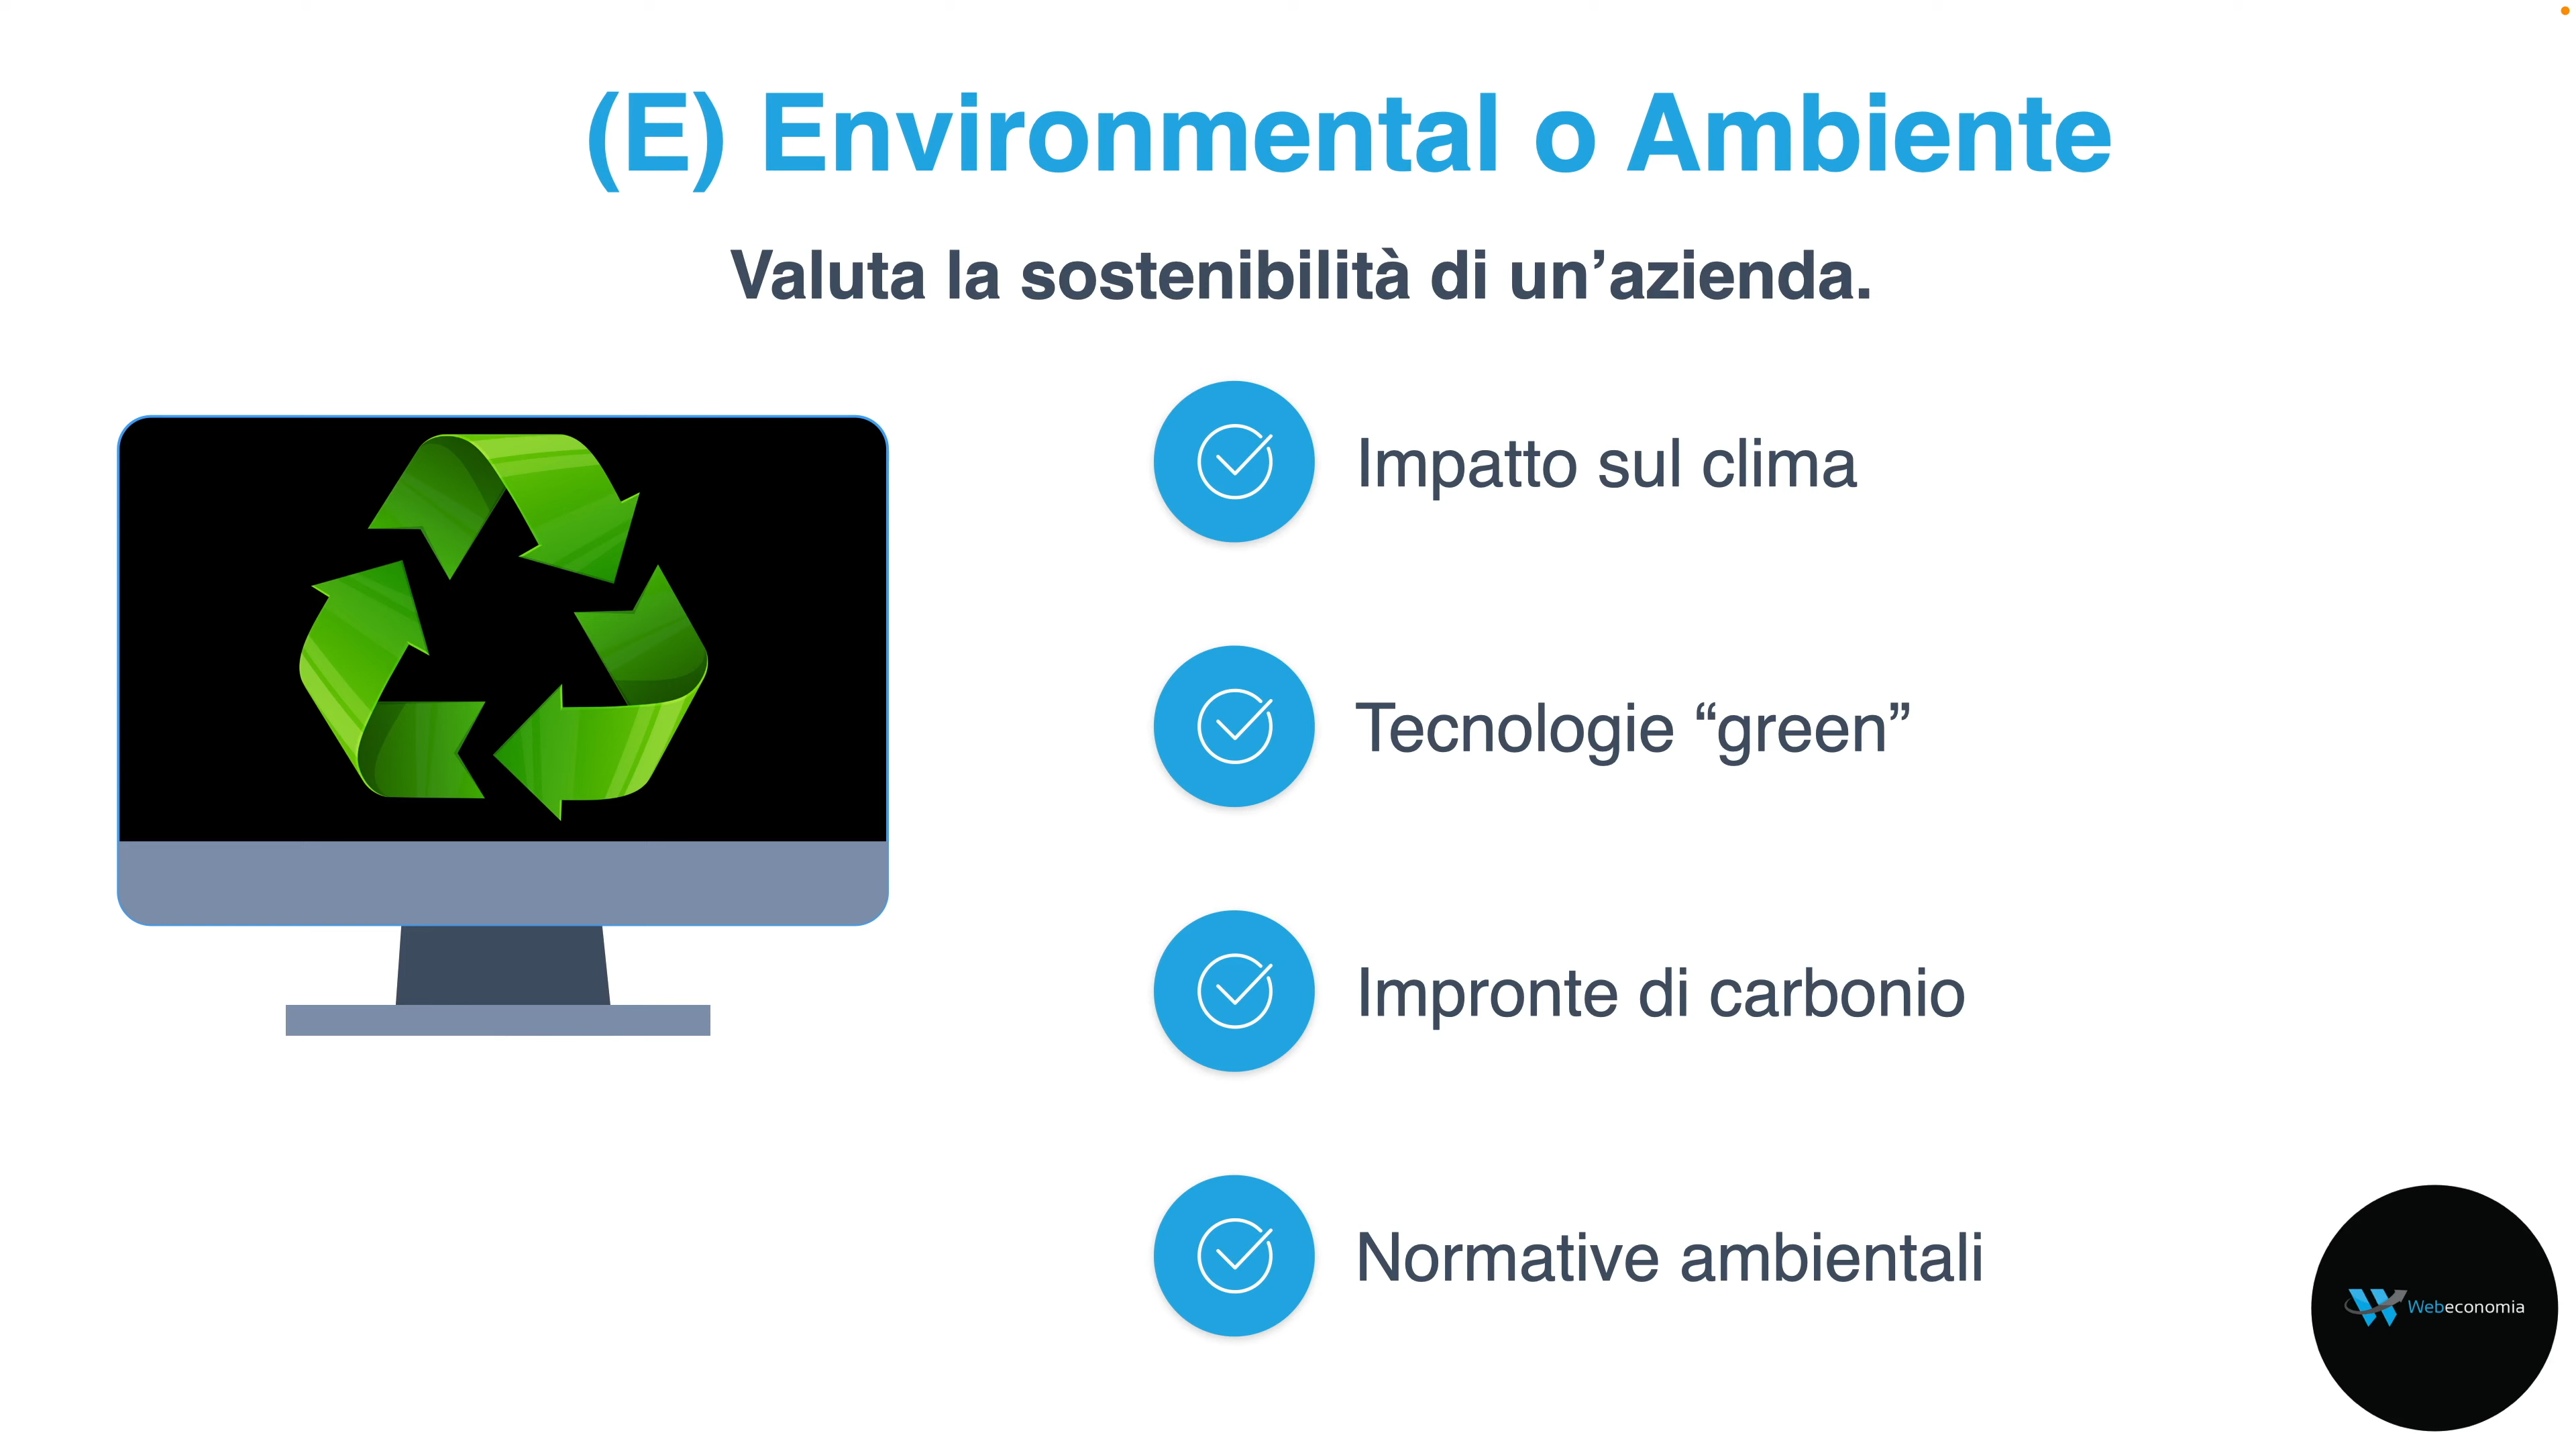 (E) Environmental o Ambiente
Valuta la sostenibilità di un’azienda.
Impatto sul clima
Tecnologie “green”
Impronte di carbonio
Normative ambientali
Webeconomia